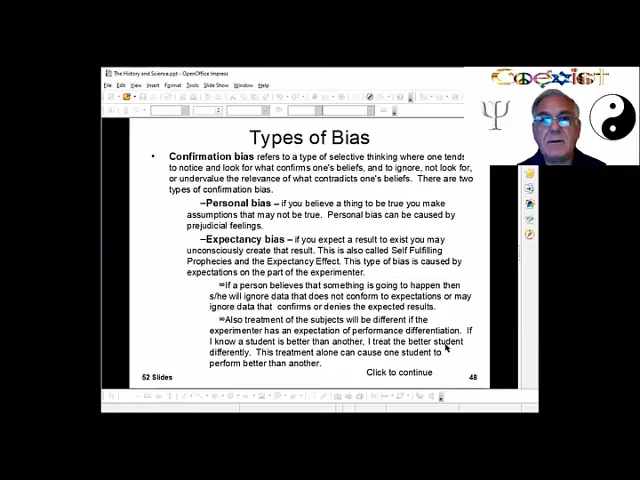 The History and Science.ppt - OpenOffice Impress
File Edit View Insert Format Tools Slide Show Window Help
Coexist
Types of Bias
• Confirmation bias refers to a type of selective thinking where one tends
to notice and look for what confirms one's beliefs, and to ignore, not look for,
or undervalue the relevance of what contradicts one's beliefs. There are two
types of confirmation bias.
–Personal bias – if you believe a thing to be true you make
assumptions that may not be true. Personal bias can be caused by
prejudicial feelings.
–Expectancy bias – if you expect a result to exist you may
unconsciously create that result. This is also called Self Fulfilling
Prophecies and the Expectancy Effect. This type of bias is caused by
expectations on the part of the experimenter.
∞If a person believes that something is going to happen then
s/he will ignore data that does not conform to expectations or may
ignore data that confirms or denies the expected results.
∞Also treatment of the subjects will be different if the
experimenter has an expectation of performance differentiation. If
I know a student is better than another, I treat the better student
differently. This treatment alone can cause one student to
perform better than another.
Click to continue
52 Slides
48